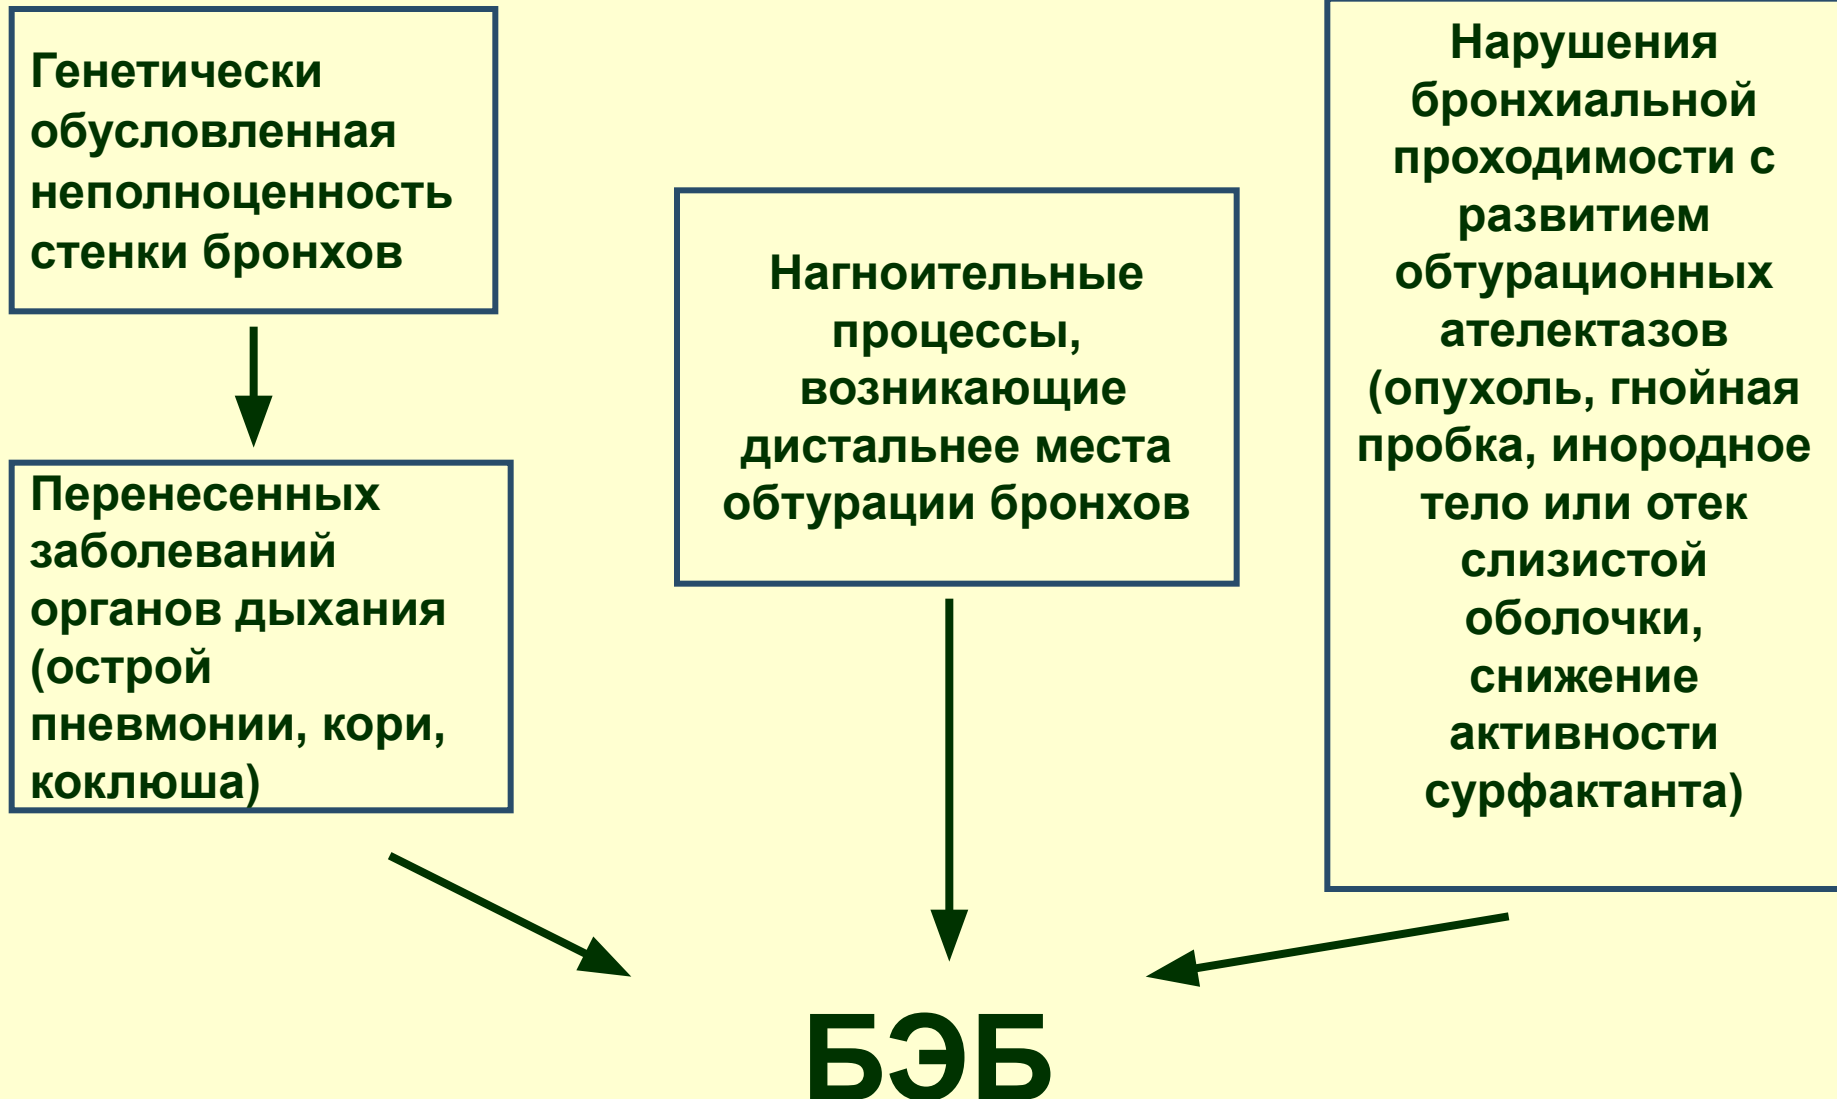 Генетически
обусловленная
неполноценность
стенки бронхов
Перенесенных
заболеваний
органов дыхания
(острой
пневмонии, кори,
коклюша)
Нагноительные
процессы,
возникающие
дистальнее места
обтурации бронхов
Нарушения
бронхиальной
проходимости с
развитием
обтурационных
ателектазов
(опухоль, гнойная
пробка, инородное
тело или отек
слизистой
оболочки,
снижение
активности
сурфактанта)
БЭБ